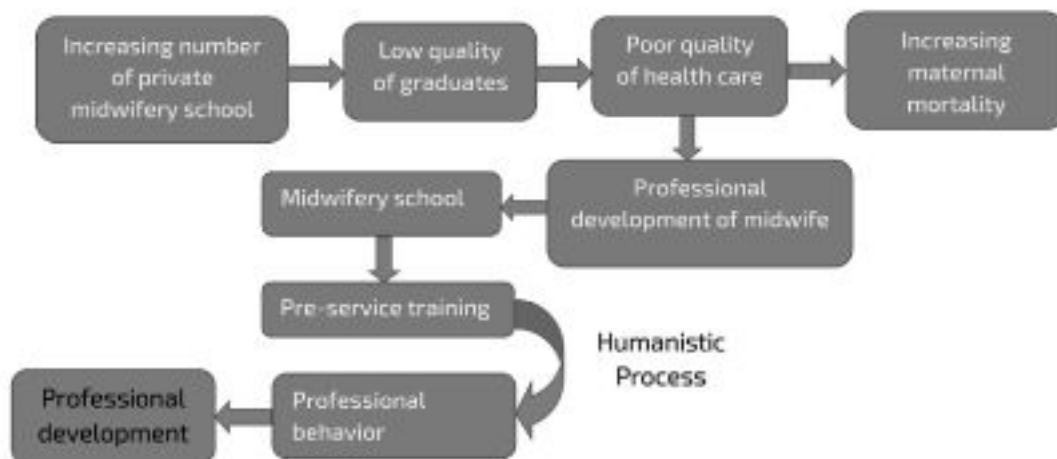 Increasing number
of private
midwifery school
Low quality
of graduates
Poor quality
of health care
Increasing
maternal
mortality
Professional
development of midwife
Midwifery school
Pre-service training
Humanistic
Process
Professional
behavior
Professional
development